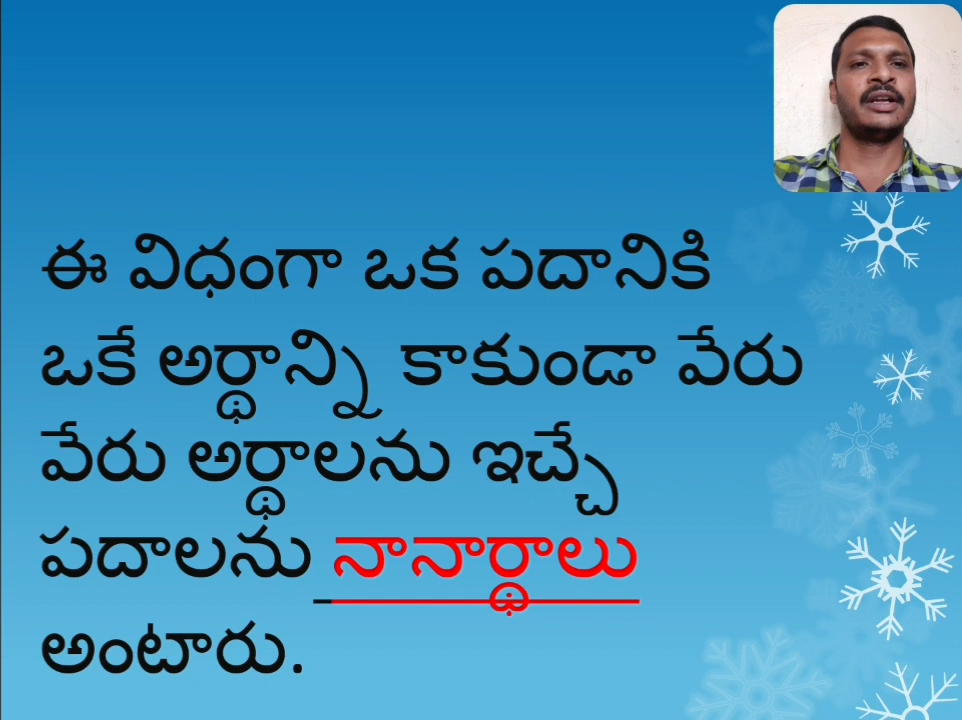 ఈ విధంగా ఒక పదానికి
ఒకే అర్థాన్ని కాకుండా వేరు
వేరు అర్థాలను ఇచ్చే
పదాలను నానార్థాలు
అంటారు.